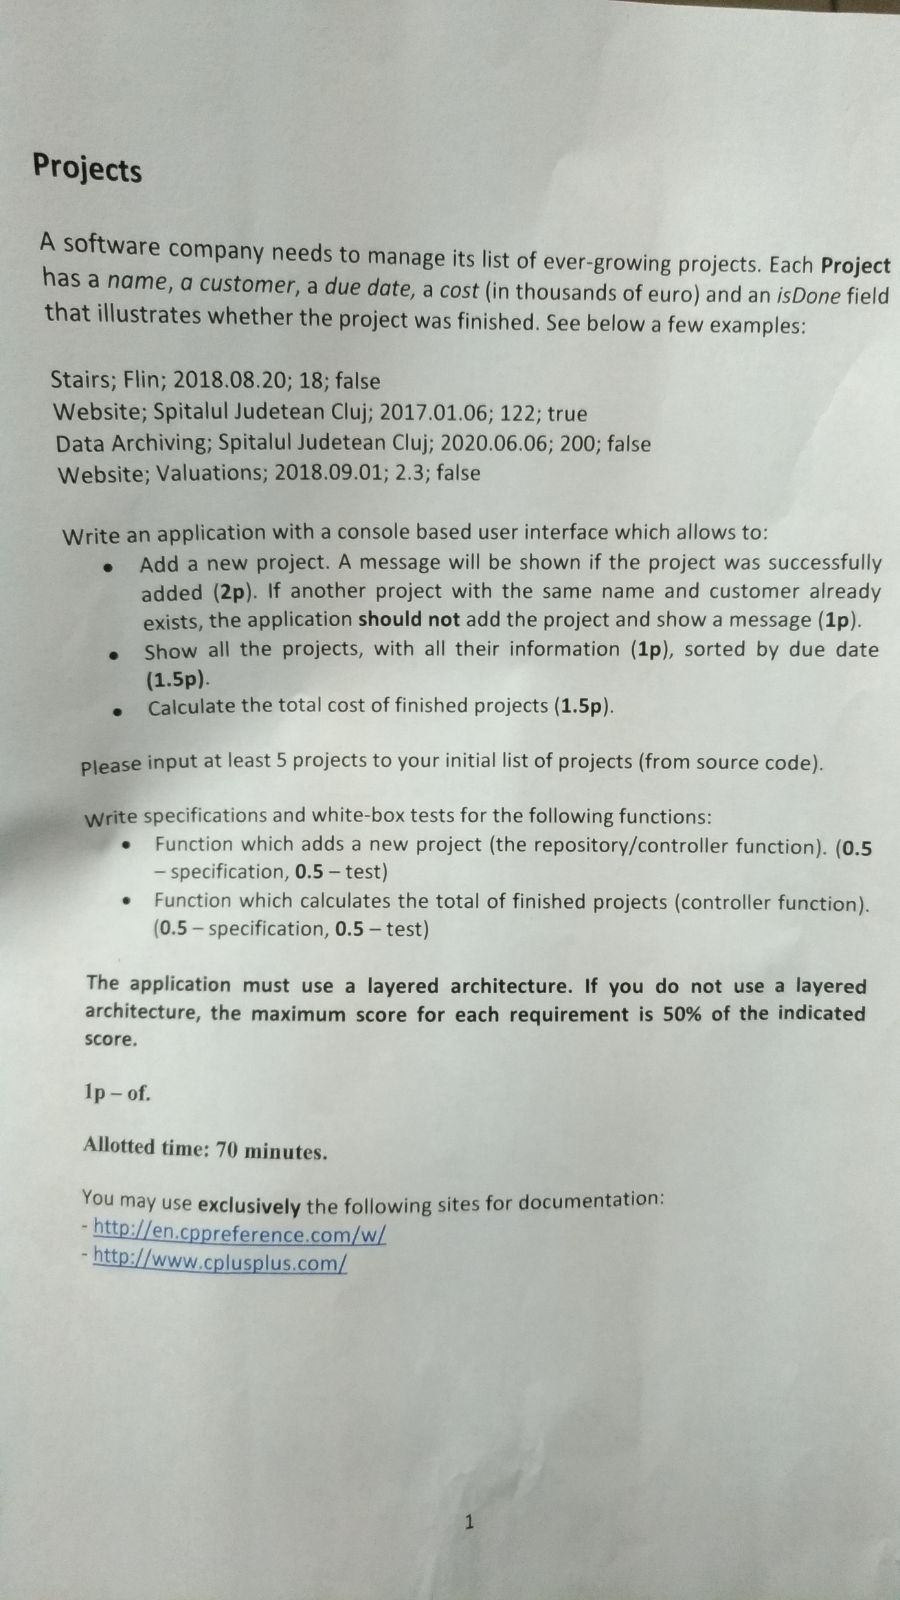 Projects
A software company needs to manage its list of ever-growing projects. Each Project
has a name, a customer, a due date, a cost (in thousands of euro) and an isDone field
that illustrates whether the project was finished. See below a few examples:
Stairs; Flin; 2018.08.20; 18; false
Website; Spitalul Judetean Cluj; 2017.01.06; 122; true
Data Archiving; Spitalul Judetean Cluj; 2020.06.06; 200; false
Website; Valuations; 2018.09.01; 2.3; false
Write an application with a console based user interface which allows to:
• Add a new project. A message will be shown if the project was successfully
added (2p). If another project with the same name and customer already
exists, the application should not add the project and show a message (1p).
• Show all the projects, with all their information (1p), sorted by due date
(1.5p).
• Calculate the total cost of finished projects (1.5p).
Please input at least 5 projects to your initial list of projects (from source code).
Write specifications and white-box tests for the following functions:
• Function which adds a new project (the repository/controller function). (0.5
– specification, 0.5 – test)
• Function which calculates the total of finished projects (controller function).
(0.5 – specification, 0.5 – test)
The application must use a layered architecture. If you do not use a layered
architecture, the maximum score for each requirement is 50% of the indicated
score.
1p – of.
Allotted time: 70 minutes.
You may use exclusively the following sites for documentation:
- http://en.cppreference.com/w/
- http://www.cplusplus.com/
1